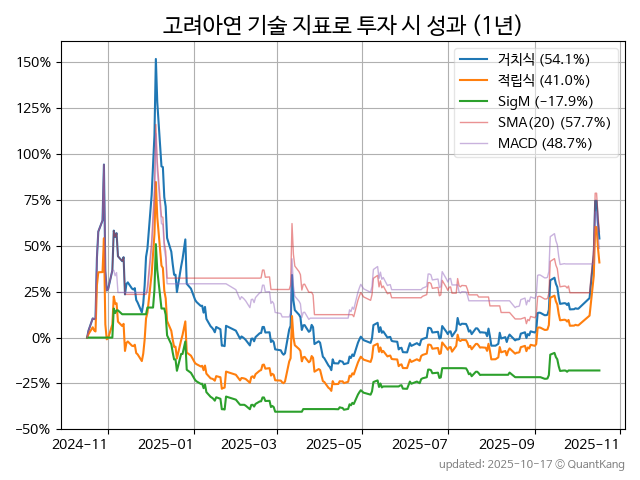 고려아연 기술 지표로 투자 시 성과 (1년)
거치식 (54.1%)
적립식 (41.0%)
SigM (−17.9%)
SMA(20) (57.7%)
MACD (48.7%)
150%
125%
100%
75%
50%
25%
0%
−25%
−50%
2024-11
2025-01
2025-03
2025-05
2025-07
2025-09
2025-11
updated: 2025-10-17 © QuantKang